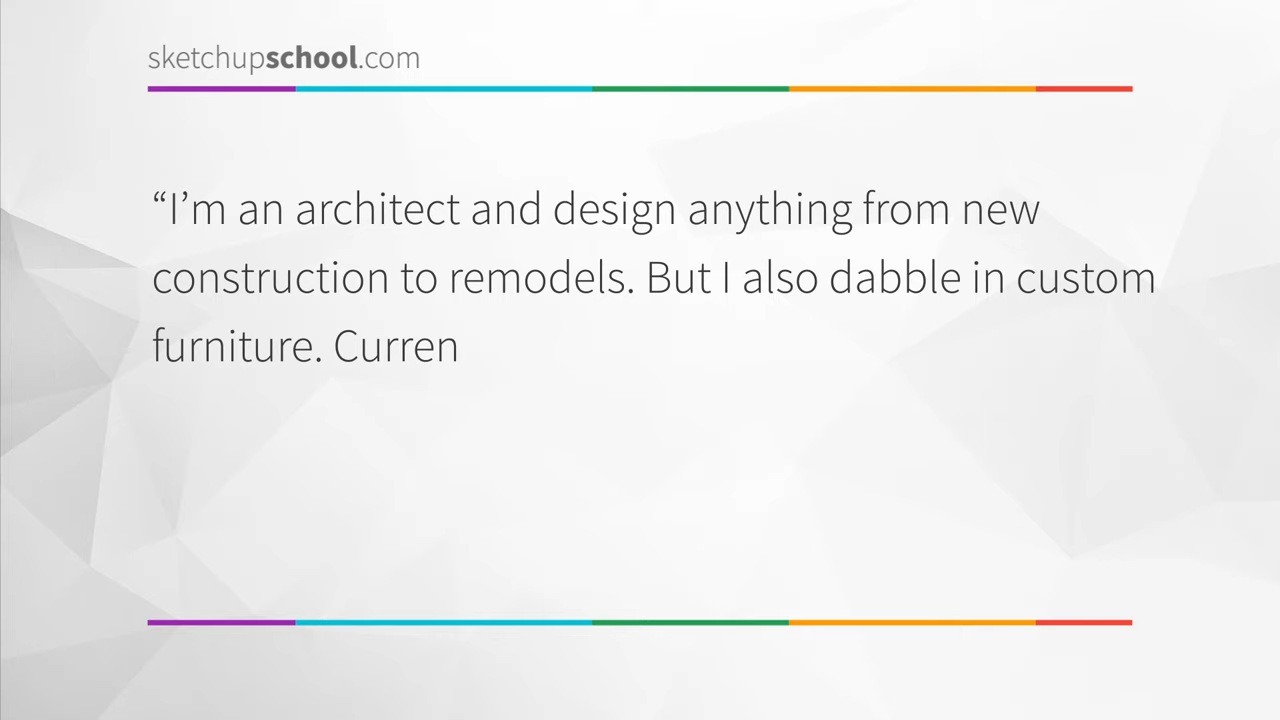 sketchupschool.com
“I’m an architect and design anything from new
construction to remodels. But I also dabble in custom
furniture. Curren